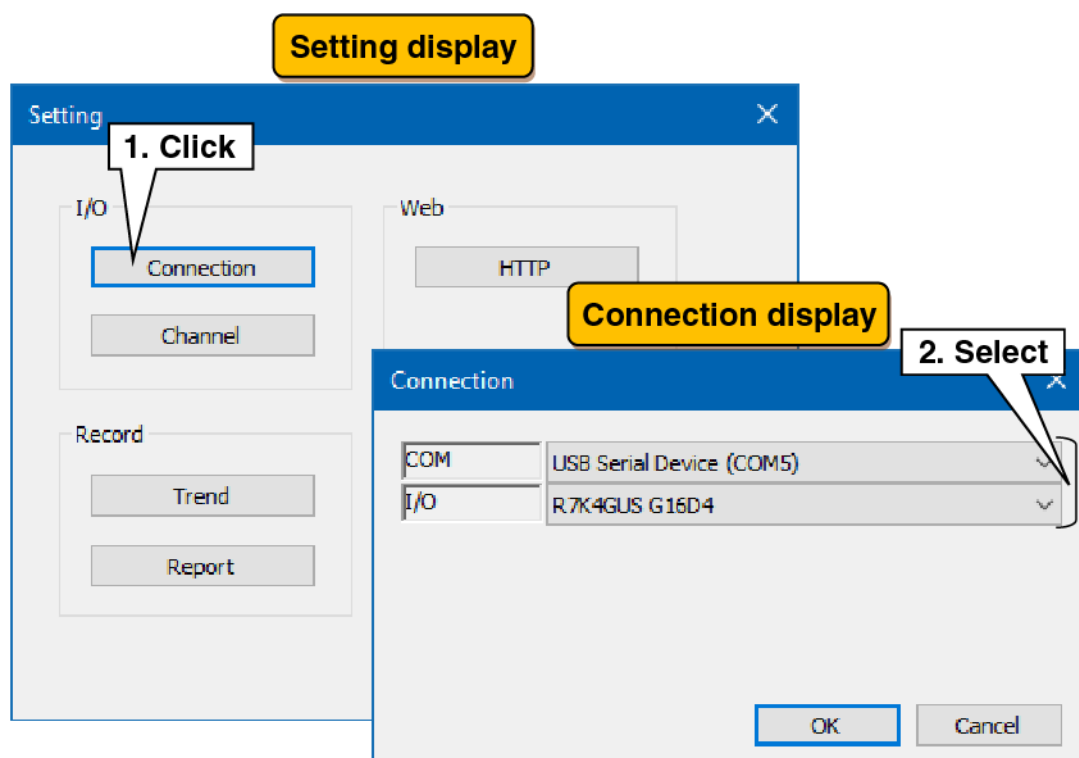 Setting display
Setting
1. Click
I/O
Connection
Channel
Web
HTTP
Record
Trend
Report
Connection display
2. Select
Connection
COM
USB Serial Device (COM5)
I/O
R7K4GUS G16D4
OK
Cancel